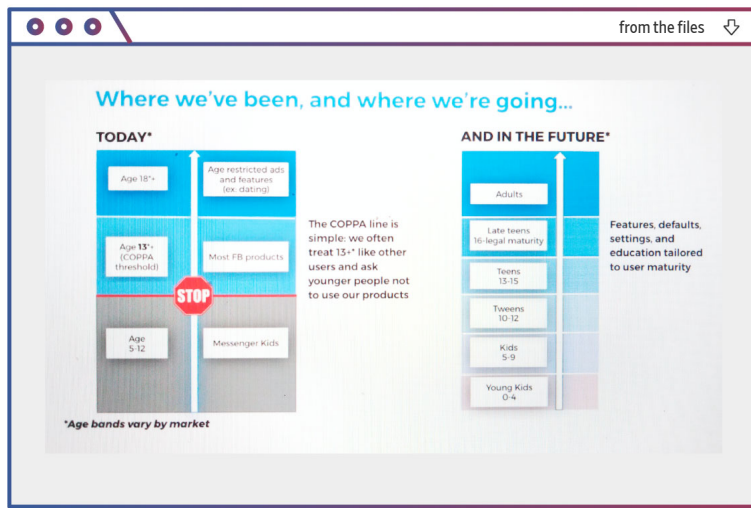 from the files
Where we've been, and where we're going...
TODAY*
Age 18*+
Age restricted ads
and features
(ex. dating)
Age 13*+
(COPPA
threshold)
Most FB products
STOP
Age
5-12
Messenger Kids
The COPPA line is
simple: we often
treat 13+* like other
users and ask
younger people not
to use our products
*Age bands vary by market
AND IN THE FUTURE*
Adults
Late teens
16-legal maturity
Teens
13-15
Tweens
10-12
Kids
5-9
Young Kids
0-4
Features, defaults,
settings, and
education tailored
to user maturity